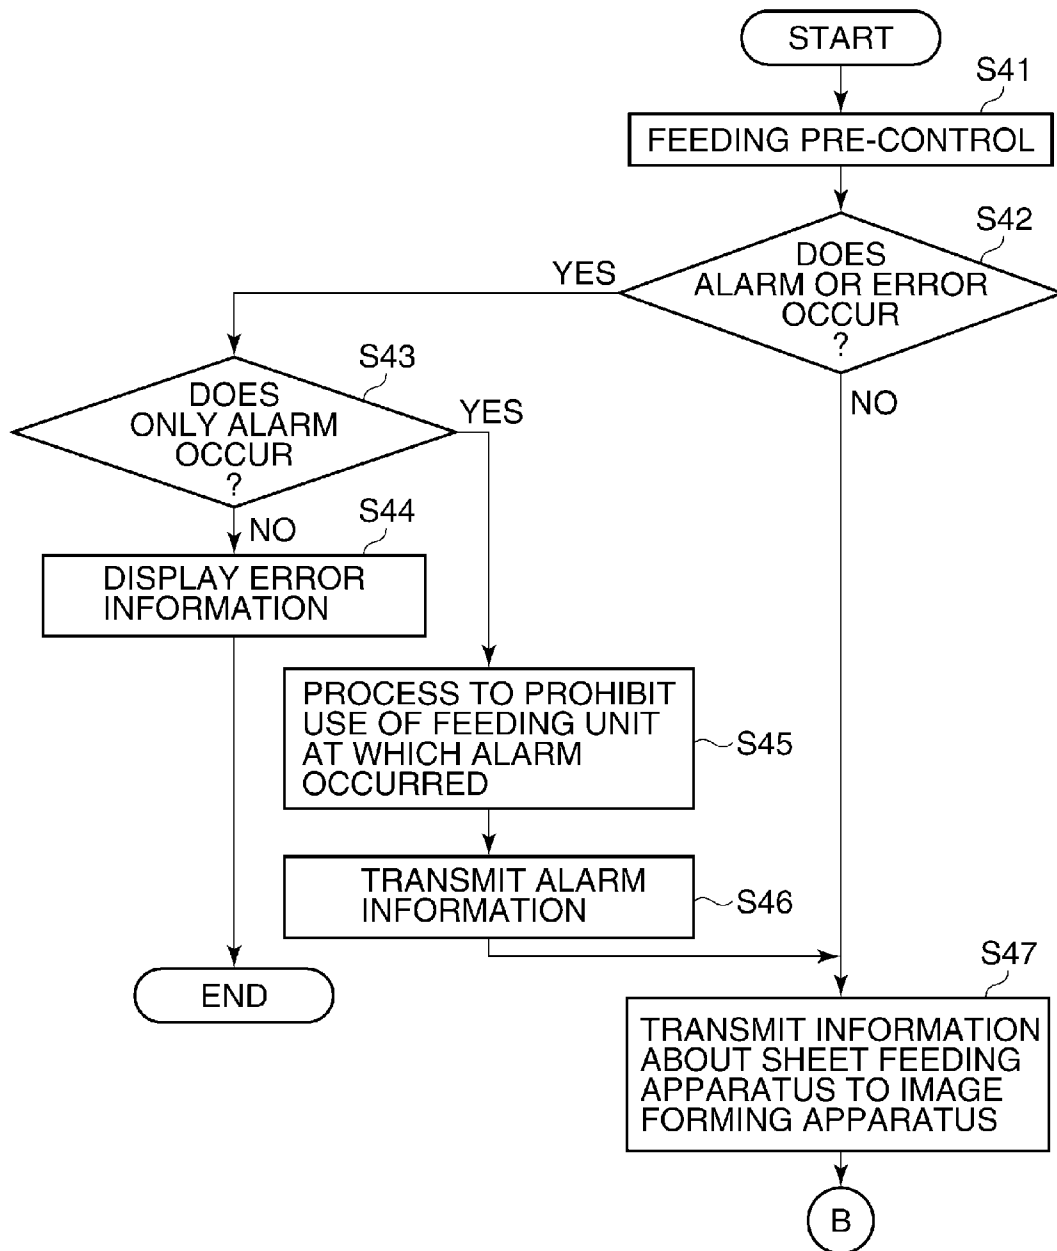 START
S41
FEEDING PRE-CONTROL
S42
DOES
ALARM OR ERROR
OCCUR
?
YES
NO
S43
DOES
ONLY ALARM
OCCUR
?
YES
NO
S44
DISPLAY ERROR
INFORMATION
PROCESS TO PROHIBIT
USE OF FEEDING UNIT
AT WHICH ALARM
OCCURRED
S45
TRANSMIT ALARM
INFORMATION
S46
END
S47
TRANSMIT INFORMATION
ABOUT SHEET FEEDING
APPARATUS TO IMAGE
FORMING APPARATUS
B